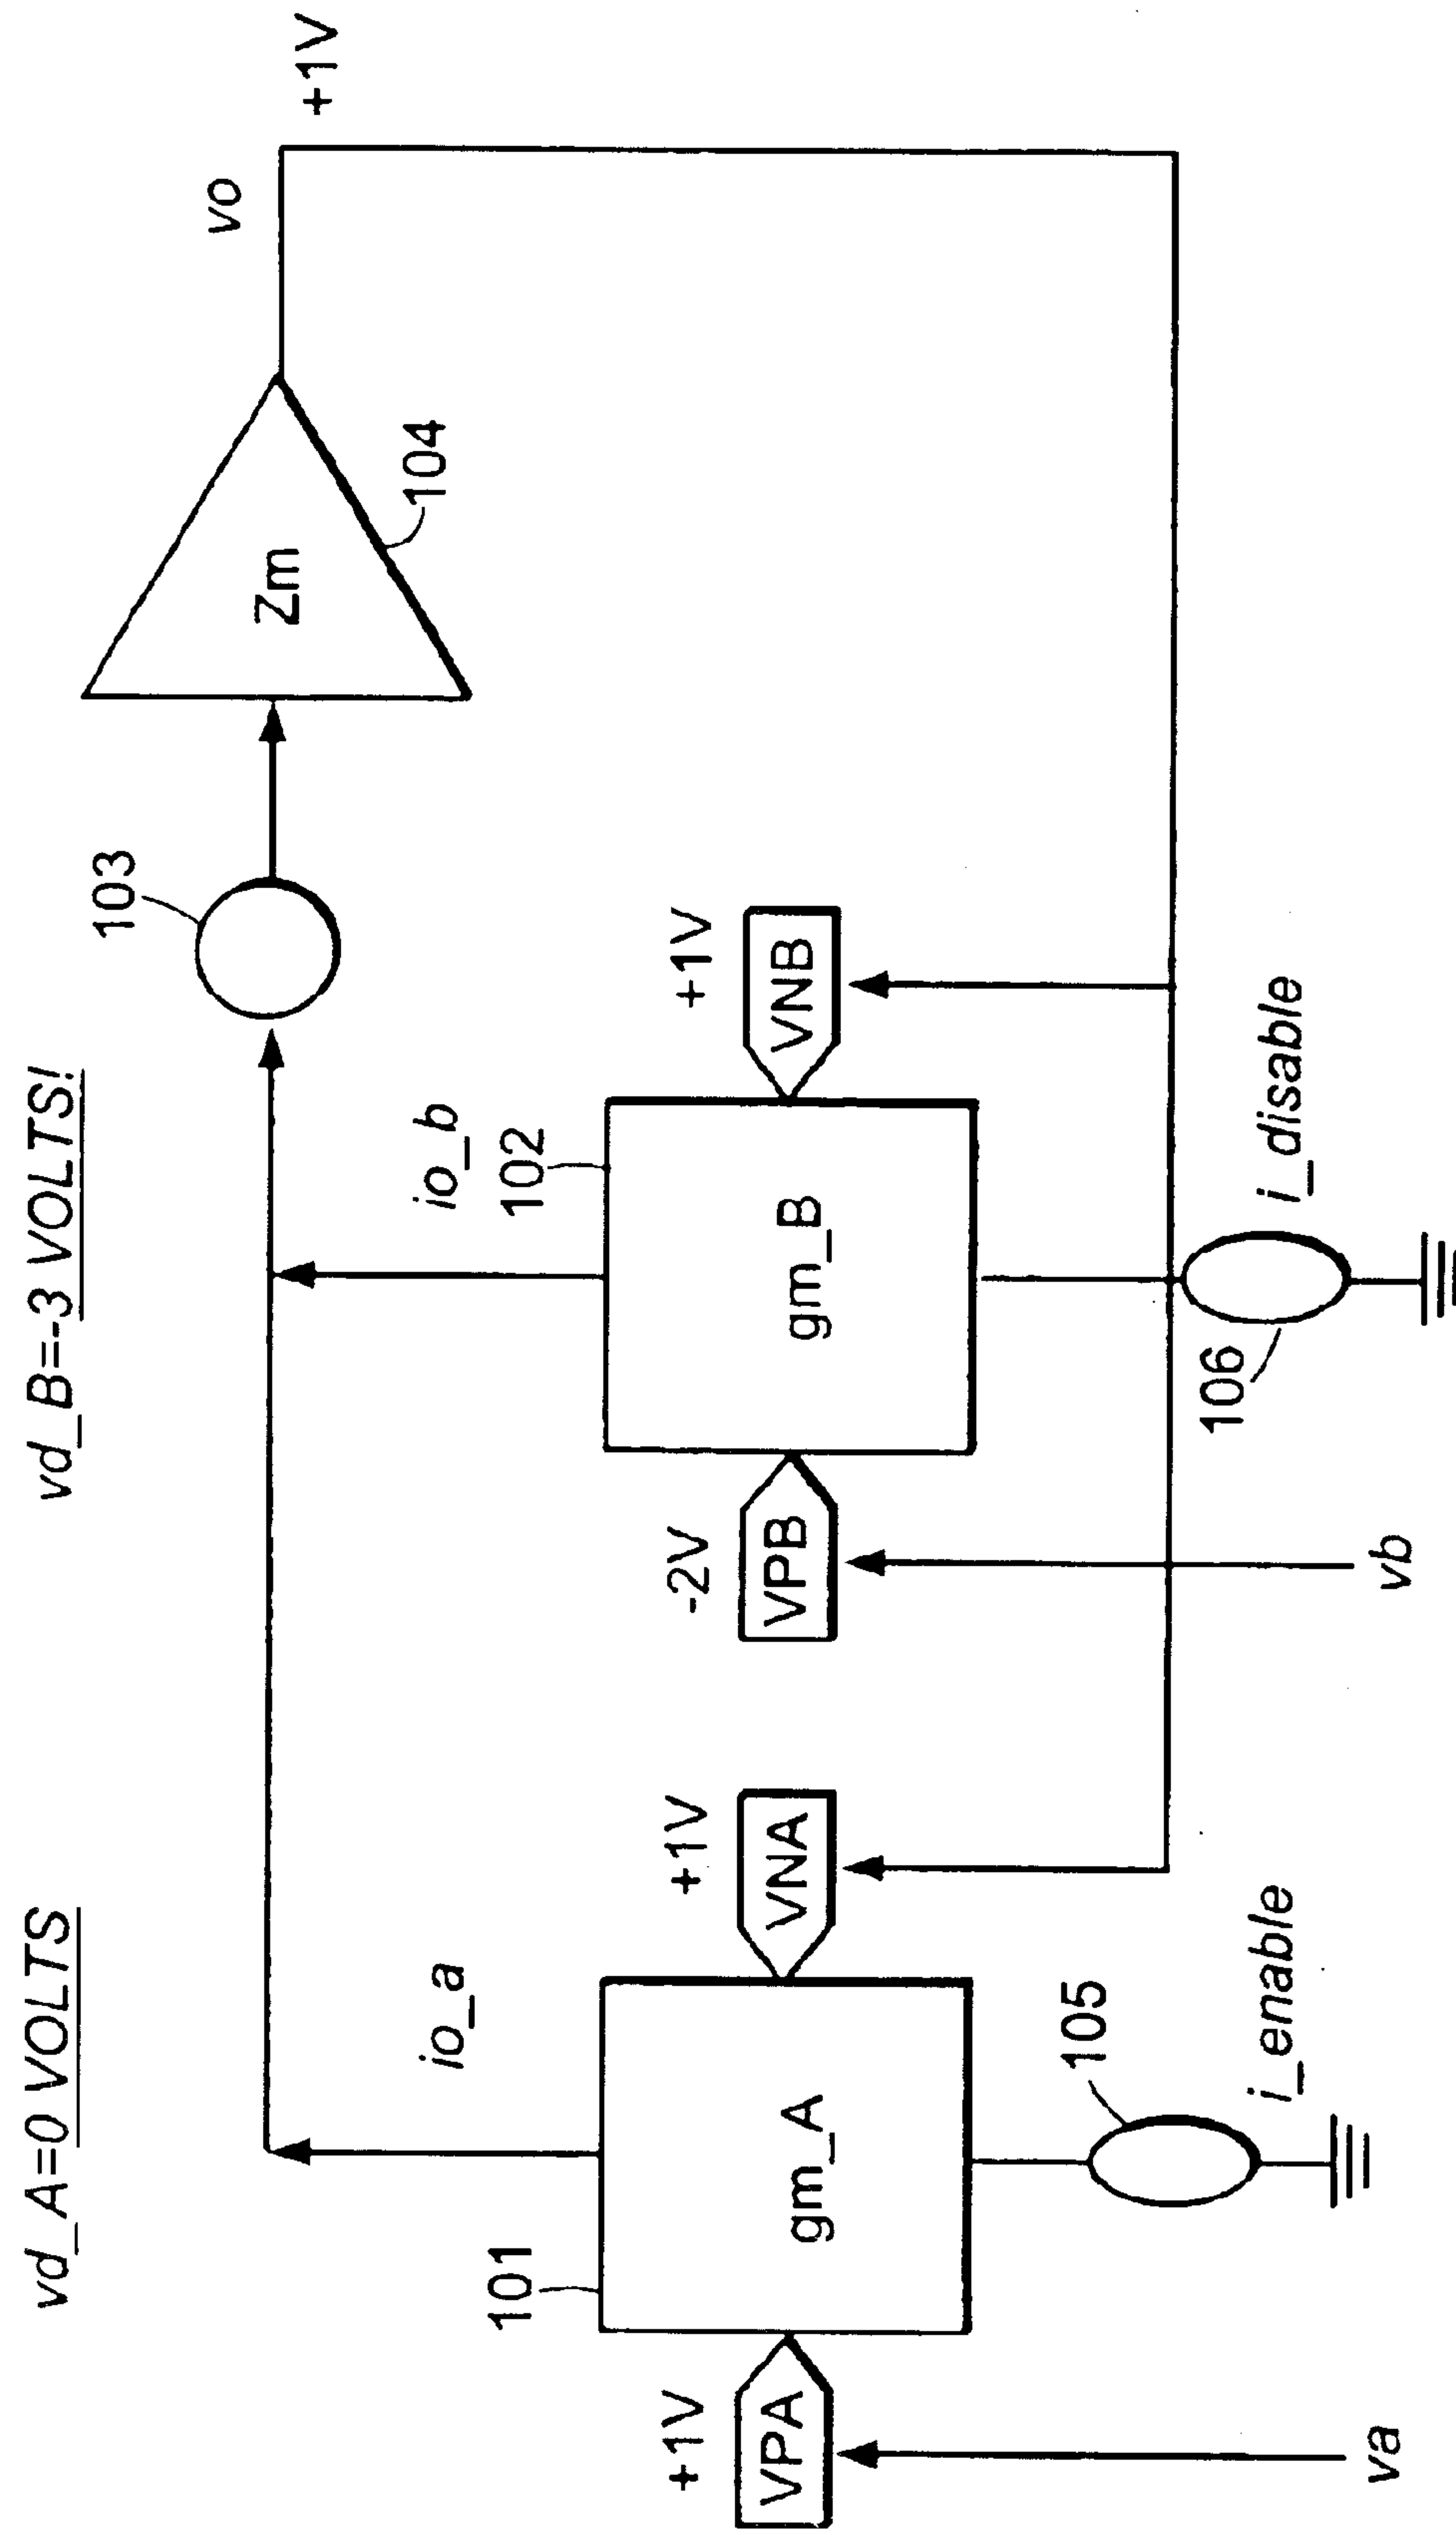 vd_A=0 VOLTS
vd_B=-3 VOLTS!
103
vo
+1V
Zm
104
io_a
io_b
101
102
+1V
VPA
gm_A
+1V
VNA
-2V
VPB
gm_B
+1V
VNB
105
106
i_enable
i_disable
va
vb